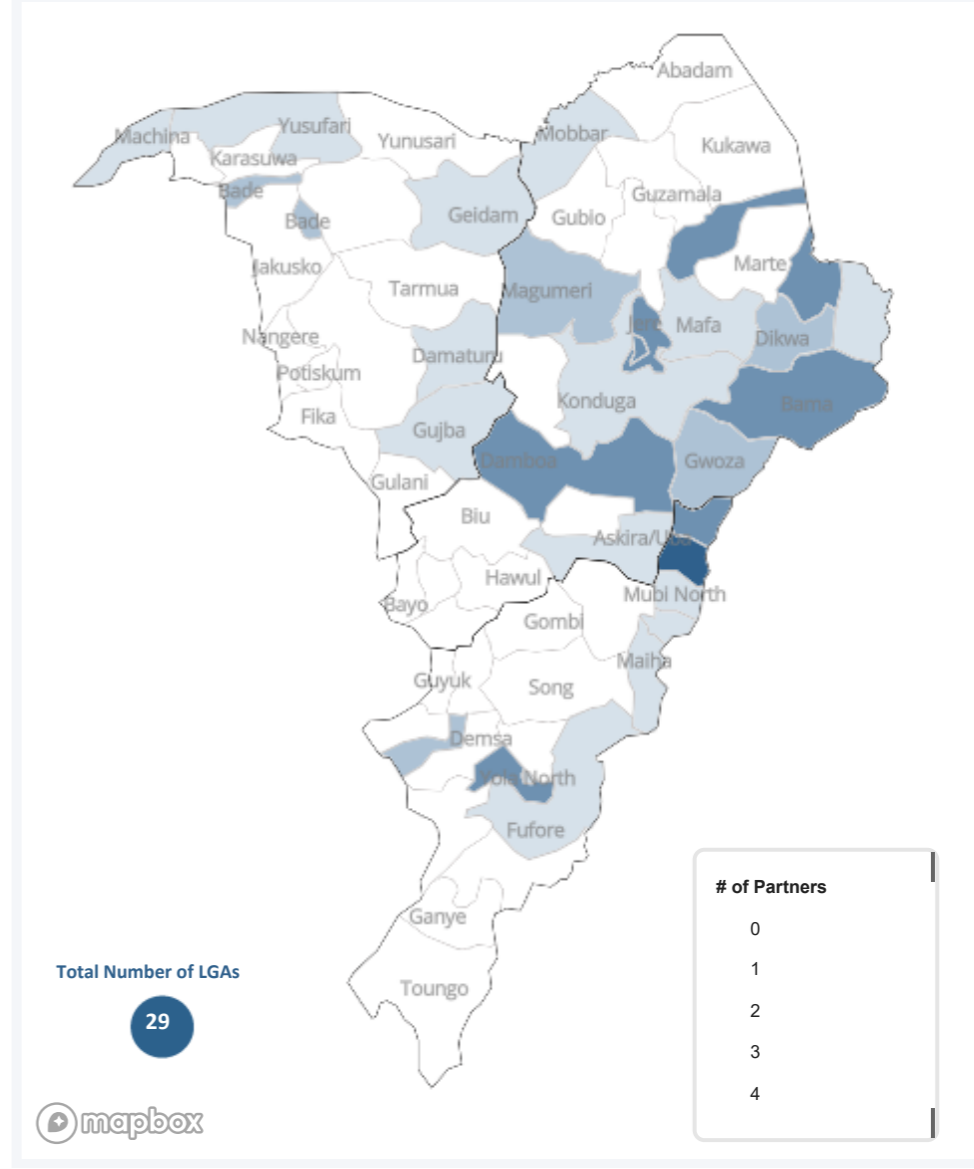 Abadam
Machina
Yusufari
Mobbar
Yunusari
Kukawa
Karasuwa
Bade
Guzamala
Geidam
Gubio
Bade
Jakusko
Marte
Tarmua
Magumeri
Jere
Mafa
Nangere
Dikwa
Damaturu
Potiskum
Konduga
Bama
Fika
Gujba
Damboa
Gwoza
Gulani
Biu
Askira/Uba
Hawul
Mubi North
Bayo
Gombi
Maiha
Guyuk
Song
Demsa
Yola North
Fufore
Ganye
Toungo
# of Partners
0
1
2
3
4
Total Number of LGAs
29
mapbox